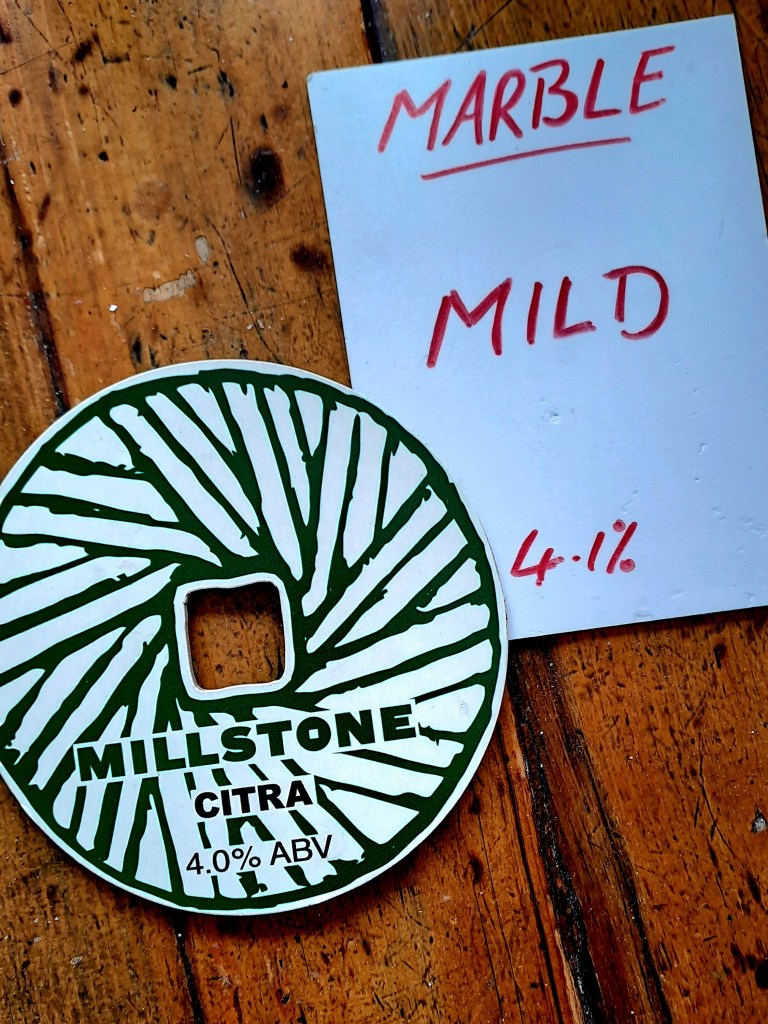 MARBLE
MILD
4.1%
MILLSTONE
CITRA
4.0% ABV